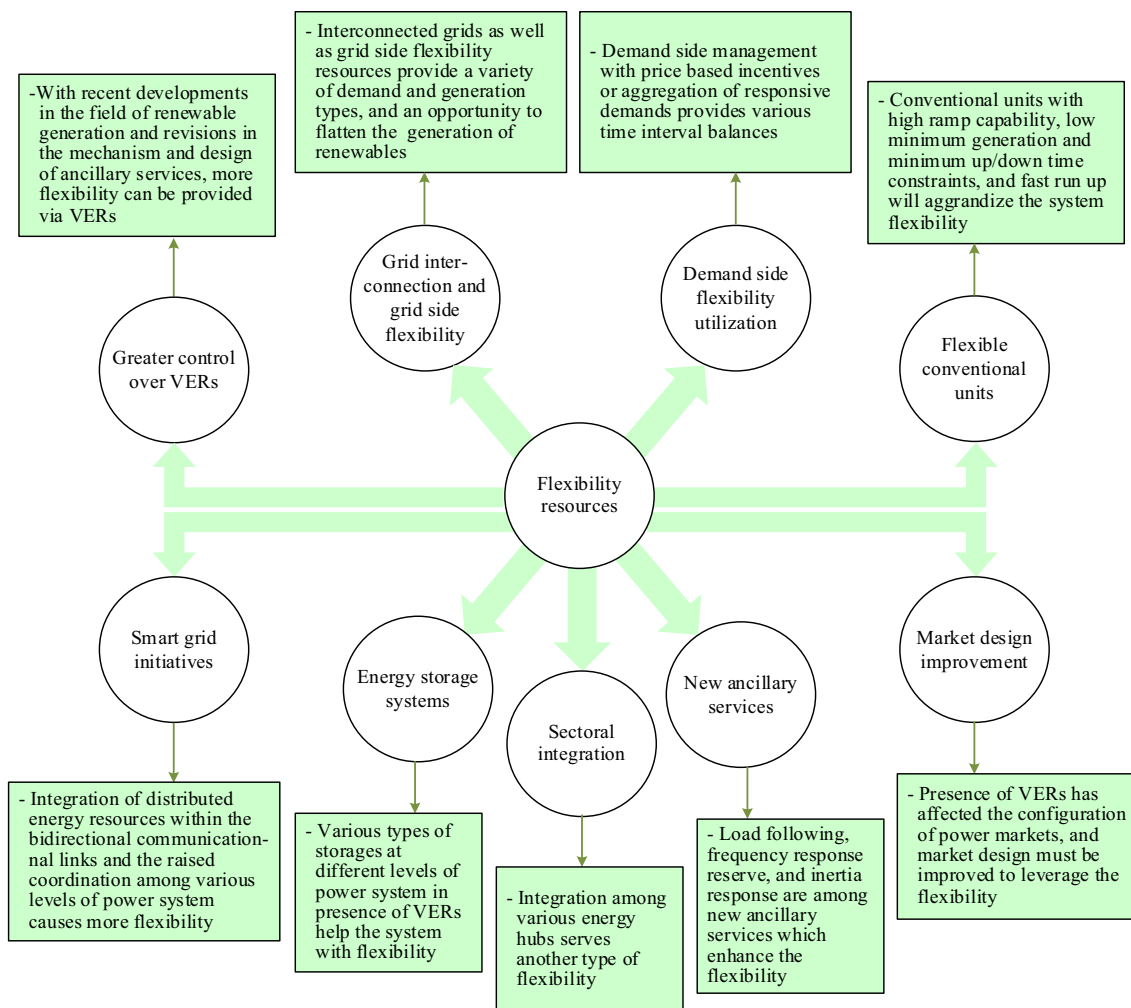 - Interconnected grids as well
as grid side flexibility
resources provide a variety
of demand and generation
types, and an opportunity to
flatten the generation of
renewables
- Demand side management
with price based incentives
or aggregation of responsive
demands provides various
time interval balances
-With recent developments
in the field of renewable
generation and revisions in
the mechanism and design
of ancillary services, more
flexibility can be provided
via VERs
- Conventional units with
high ramp capability, low
minimum generation and
minimum up/down time
constraints, and fast run up
will aggrandize the system
flexibility
Greater control
over VERs
Grid inter-
connection and
grid side
flexibility
Demand side
flexibility
utilization
Flexible
conventional
units
Flexibility
resources
Smart grid
initiatives
Energy storage
systems
Sectoral
integration
New ancillary
services
Market design
improvement
- Integration of distributed
energy resources within the
bidirectional communication-
nal links and the raised
coordination among various
levels of power system
causes more flexibility
- Various types of
storages at
different levels of
power system in
presence of VERs
help the system
with flexibility
- Integration among
various energy
hubs serves
another type of
flexibility
- Load following,
frequency response
reserve, and inertia
response are among
new ancillary
services which
enhance the
flexibility
- Presence of VERs has
affected the configuration
of power markets, and
market design must be
improved to leverage the
flexibility